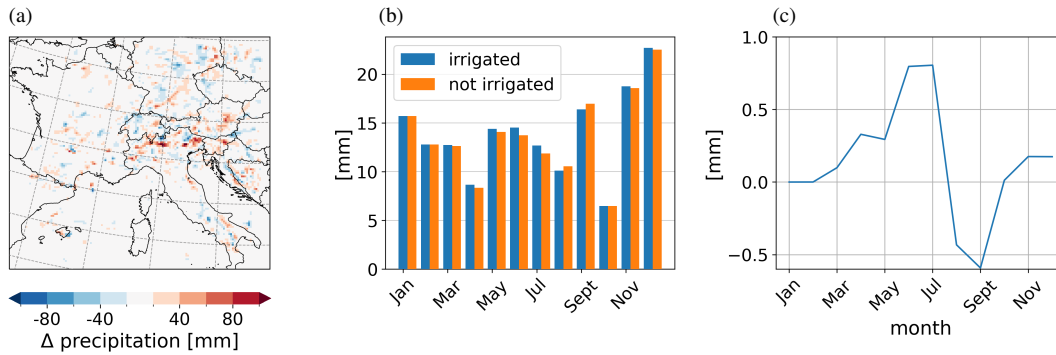 (a)
-80 -40 40 80
Δ precipitation [mm]
(b)
irrigated
not irrigated
[mm]
20
15
10
5
0
Jan Mar May Jul Sept Nov
(c)
[mm]
1.0
0.5
0.0
−0.5
Jan Mar May Jul Sept Nov
month